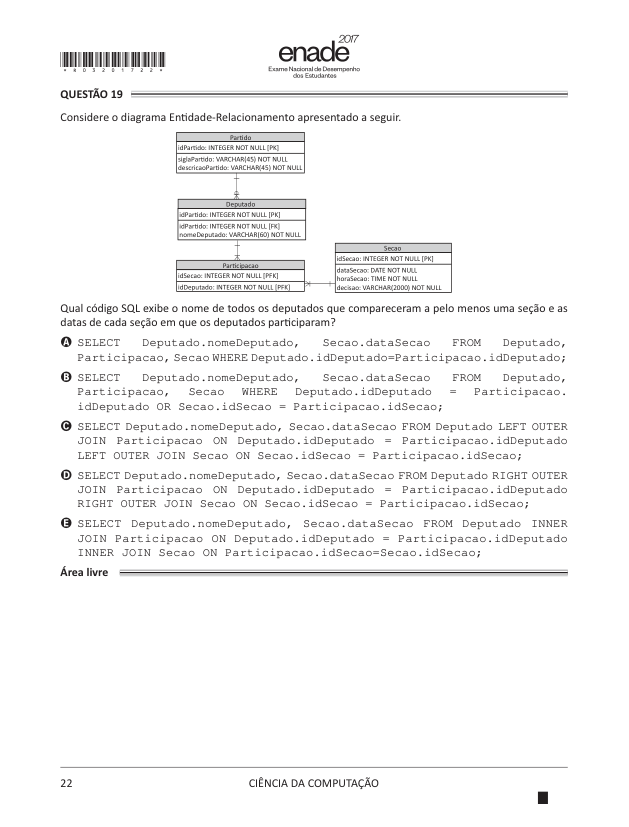 2017
enade
Exame Nacional de Desempenho
dos Estudantes
*R0320172 2*
QUESTÃO 19
Considere o diagrama Entidade-Relacionamento apresentado a seguir.
Partido
idPartido: INTEGER NOT NULL [PK]
siglaPartido: VARCHAR(45) NOT NULL
descricaoPartido: VARCHAR(45) NOT NULL
Deputado
idPartido: INTEGER NOT NULL [PK]
idPartido: INTEGER NOT NULL [FK]
nomeDeputado: VARCHAR(60) NOT NULL
Participacao
idSecao: INTEGER NOT NULL [PFK]
idDeputado: INTEGER NOT NULL [PFK]
Secao
idSecao: INTEGER NOT NULL [PK]
dataSecao: DATE NOT NULL
horaSecao: TIME NOT NULL
decisao: VARCHAR(2000) NOT NULL
Qual código SQL exibe o nome de todos os deputados que compareceram a pelo menos uma seção e as
datas de cada seção em que os deputados participaram?
A SELECT Deputado.nomeDeputado, Secao.dataSecao FROM Deputado,
Participacao, Secao WHERE Deputado.idDeputado=Participacao.idDeputado;
B SELECT Deputado.nomeDeputado, Secao.dataSecao FROM Deputado,
Participacao, Secao WHERE Deputado.idDeputado = Participacao.
idDeputado OR Secao.idSecao = Participacao.idSecao;
C SELECT Deputado.nomeDeputado, Secao.dataSecao FROM Deputado LEFT OUTER
JOIN Participacao ON Deputado.idDeputado = Participacao.idDeputado
LEFT OUTER JOIN Secao ON Secao.idSecao = Participacao.idSecao;
D SELECT Deputado.nomeDeputado, Secao.dataSecao FROM Deputado RIGHT OUTER
JOIN Participacao ON Deputado.idDeputado = Participacao.idDeputado
RIGHT OUTER JOIN Secao ON Secao.idSecao = Participacao.idSecao;
E SELECT Deputado.nomeDeputado, Secao.dataSecao FROM Deputado INNER
JOIN Participacao ON Deputado.idDeputado = Participacao.idDeputado
INNER JOIN Secao ON Participacao.idSecao=Secao.idSecao;
Área livre
22
CIÊNCIA DA COMPUTAÇÃO